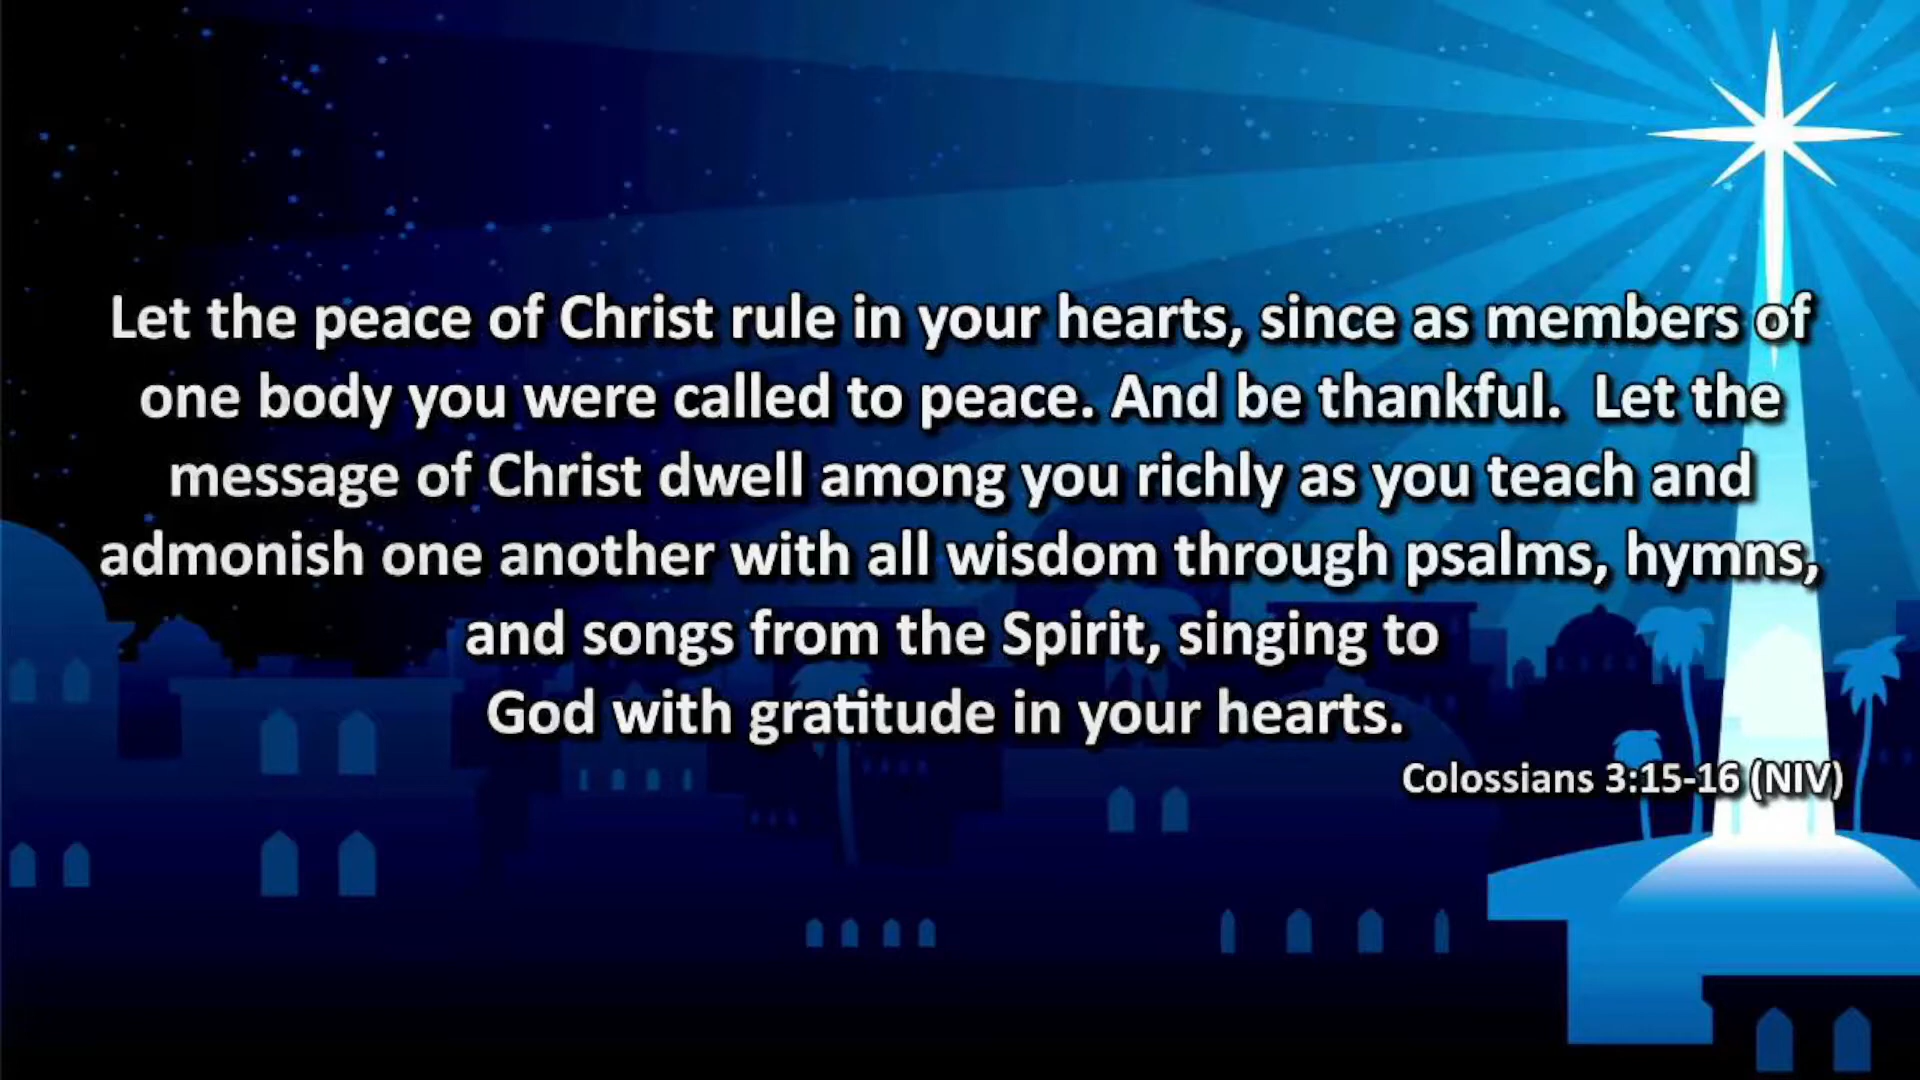 Let the peace of Christ rule in your hearts, since as members of
one body you were called to peace. And be thankful.  Let the
message of Christ dwell among you richly as you teach and
admonish one another with all wisdom through psalms, hymns,
and songs from the Spirit, singing to
God with gratitude in your hearts.
Colossians 3:15-16 (NIV)